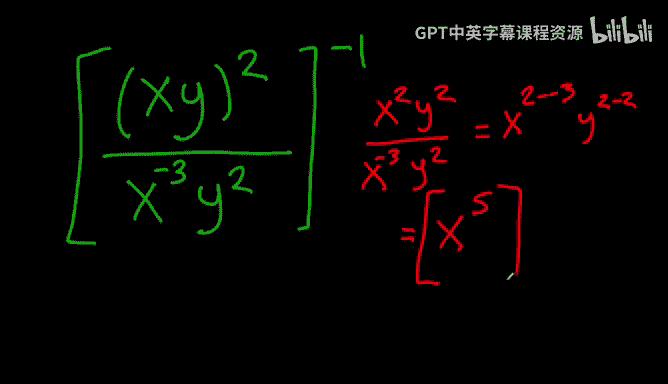 GPT中英字幕课程资源 bilibili
[(xy)^2 / (x^-3 y^2)]^-1
x^2 y^2 / (x^-3 y^2) = x^(2--3) y^(2-2)
= [x^5]